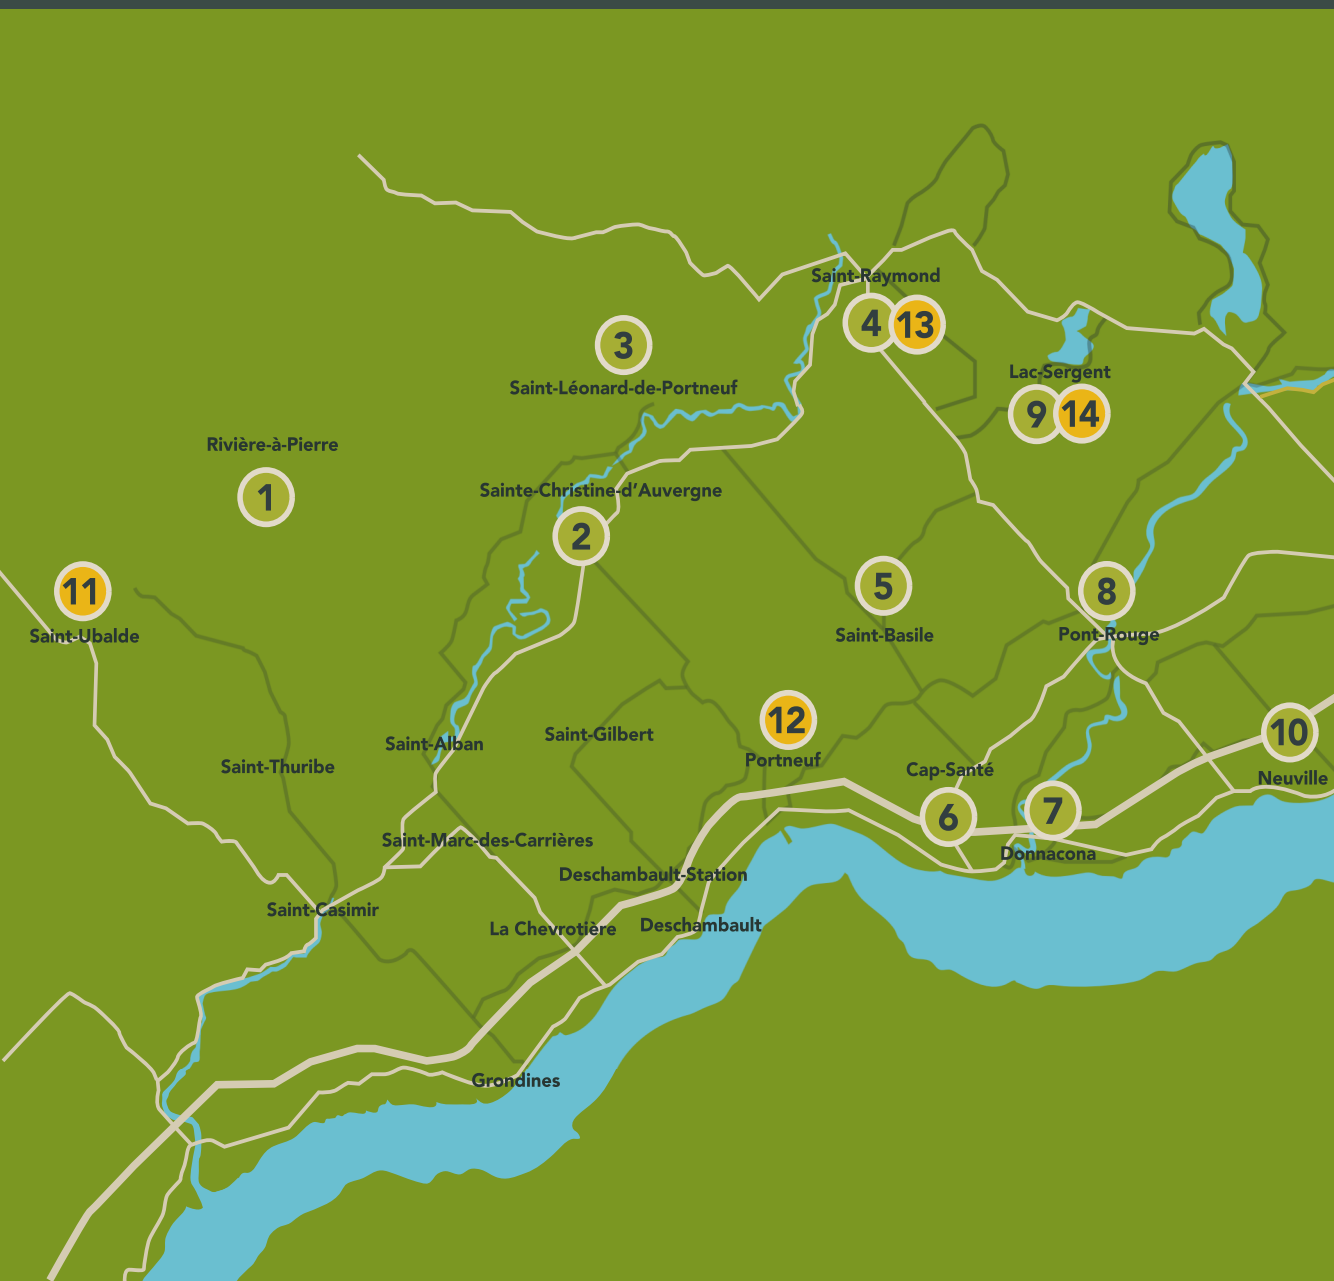 Saint-Raymond
4
13
3
Saint-Léonard-de-Portneuf
Lac-Sergent
9
14
Rivière-à-Pierre
1
Sainte-Christine-d’Auvergne
2
11
Saint-Ubalde
5
Saint-Basile
8
Pont-Rouge
12
Portneuf
Saint-Gilbert
Saint-Alban
Saint-Thuribe
10
Neuville
Cap-Santé
6
7
Donnacona
Saint-Marc-des-Carrières
Deschambault-Station
Saint-Casimir
La Chevrotière
Deschambault
Grondines